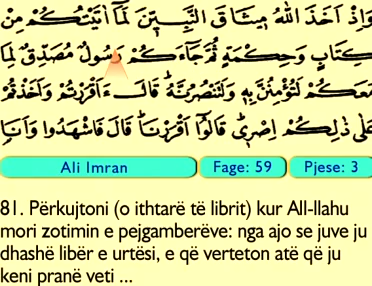 وَاِذْ اَخَذَ اللّٰهُ مٖيثَاقَ النَّبِيّٖنَ لَمَٓا اٰتَيْتُكُمْ مِنْ
كِتَابٍ وَحِكْمَةٍ ثُمَّ جَٓاءَكُمْ رَسُولٌ مُصَدِّقٌ لِمَا
مَعَكُمْ لَتُؤْمِنُنَّ بِهٖ وَلَتَنْصُرُنَّهُ قَالَ ءَاَقْرَرْتُمْ وَاَخَذْتُمْ
عَلٰى ذٰلِكُمْ اِصْرٖى قَالُٓوا اَقْرَرْنَا قَالَ فَاشْهَدُوا وَاَنَا۬
Ali Imran Fage: 59 Pjese: 3
81. Përkujtoni (o ithtarë të librit) kur All-llahu
mori zotimin e pejgamberëve: nga ajo se juve ju
dhashë libër e urtësi, e që verteton atë që ju
keni pranë veti ...